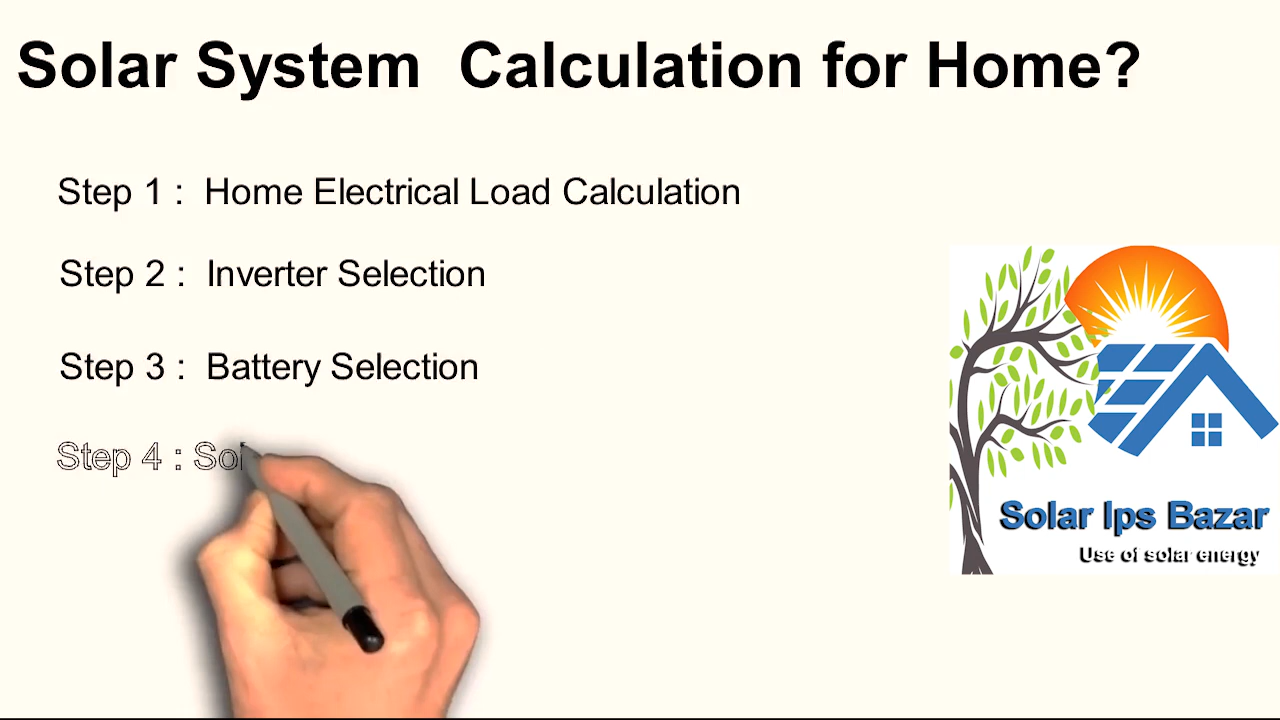 Solar System Calculation for Home?
Step 1 : Home Electrical Load Calculation
Step 2 : Inverter Selection
Step 3 : Battery Selection
Step 4 : Sol
Solar Ips Bazar
Use of solar energy